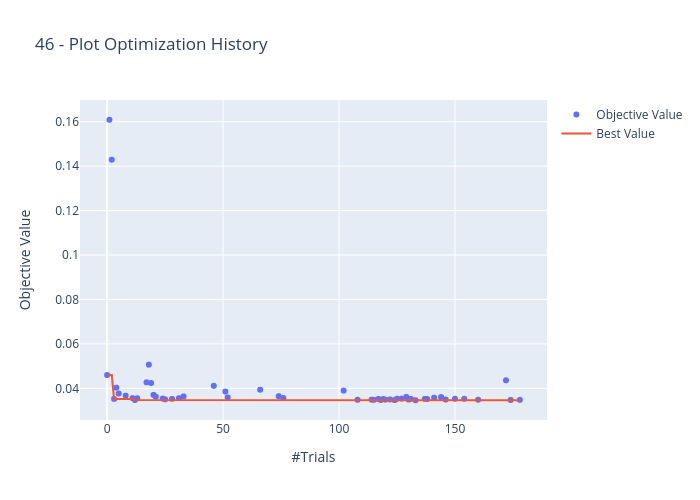 46 - Plot Optimization History
Objective Value
Best Value
0.16
0.14
0.12
0.1
0.08
0.06
0.04
0
50
100
150
Objective Value
#Trials